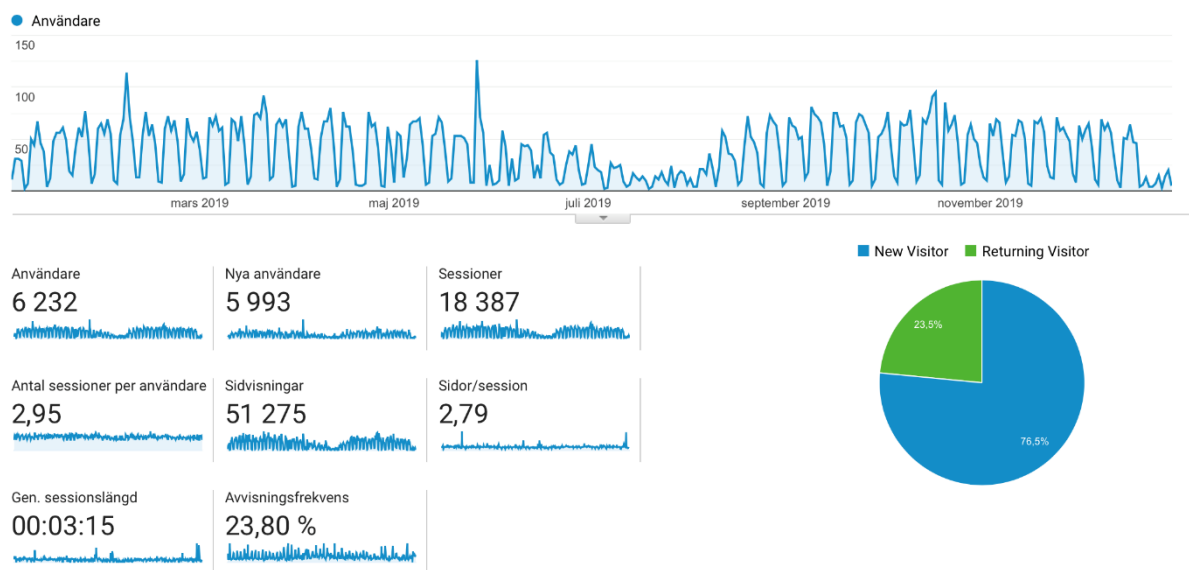 Användare
150
100
50
mars 2019
maj 2019
juli 2019
september 2019
november 2019
New Visitor
Returning Visitor
Användare
6 232
Nya användare
5 993
Sessioner
18 387
Antal sessioner per användare
2,95
Sidvisningar
51 275
Sidor/session
2,79
Gen. sessionslängd
00:03:15
Avvisningsfrekvens
23,80 %
23,5%
76,5%